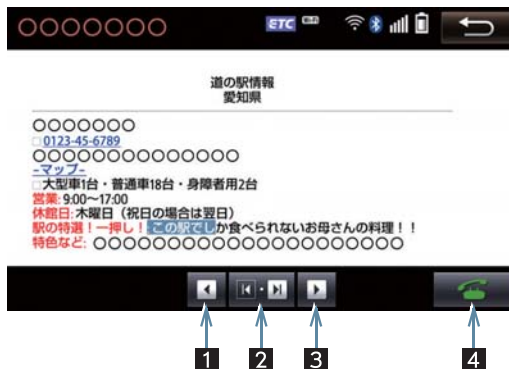 ○○○○○○○ ETC
道の駅情報
愛知県
○○○○○○○
□0123-45-6789
○○○○○○○○○○○○○○
-マップ-
□大型車1台・普通車18台・身障者用2台
営業: 9:00～17:00
休館日: 木曜日（祝日の場合は翌日）
駅の特選！一押し！: この駅でしか食べられないお母さんの料理！！
特色など: ○○○○○○○○○○○○○○○○○○○○○
1 2 3 4